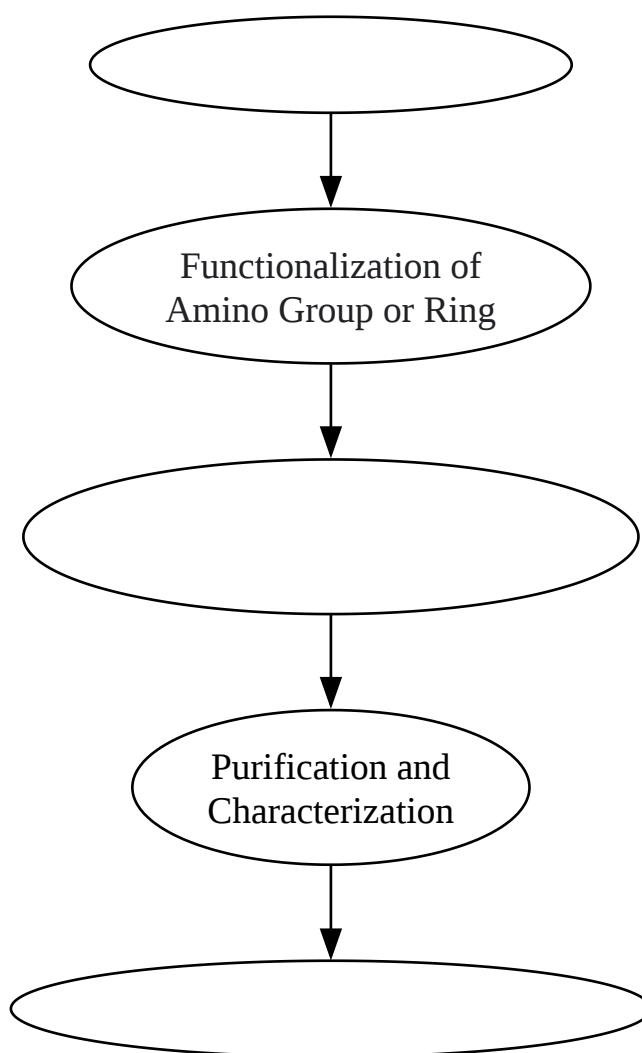 Functionalization of
Amino Group or Ring
Purification and
Characterization